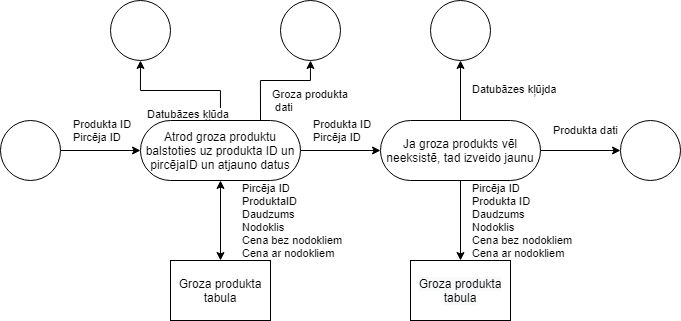 Datubāzes kļūda
Groza produkta
dati
Datubāzes kļūjda
Produkta ID
Pircēja ID
Atrod groza produktu
balstoties uz produkta ID un
pircējaID un atjauno datus
Produkta ID
Pircēja ID
Ja groza produkts vēl
neeksistē, tad izveido jaunu
Produkta dati
Pircēja ID
ProduktaID
Daudzums
Nodoklis
Cena bez nodokliem
Cena ar nodokliem
Pircēja ID
Produkta ID
Daudzums
Nodoklis
Cena bez nodokliem
Cena ar nodokliem
Groza produkta
tabula
Groza produkta
tabula